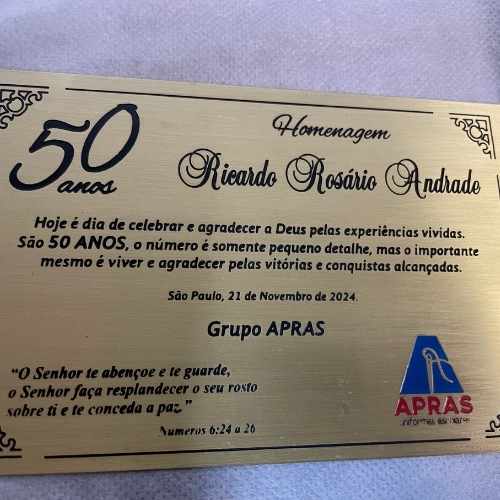 50
anos
Homenagem
Ricardo Rosário Andrade
Hoje é dia de celebrar e agradecer a Deus pelas experiências vividas.
São 50 ANOS, o número é somente pequeno detalhe, mas o importante
mesmo é viver e agradecer pelas vitórias e conquistas alcançadas.
São Paulo, 21 de Novembro de 2024.
Grupo APRAS
"O Senhor te abençoe e te guarde,
o Senhor faça resplandecer o seu rosto
sobre ti e te conceda a paz"
Numeros 6:24 a 26
APRAS